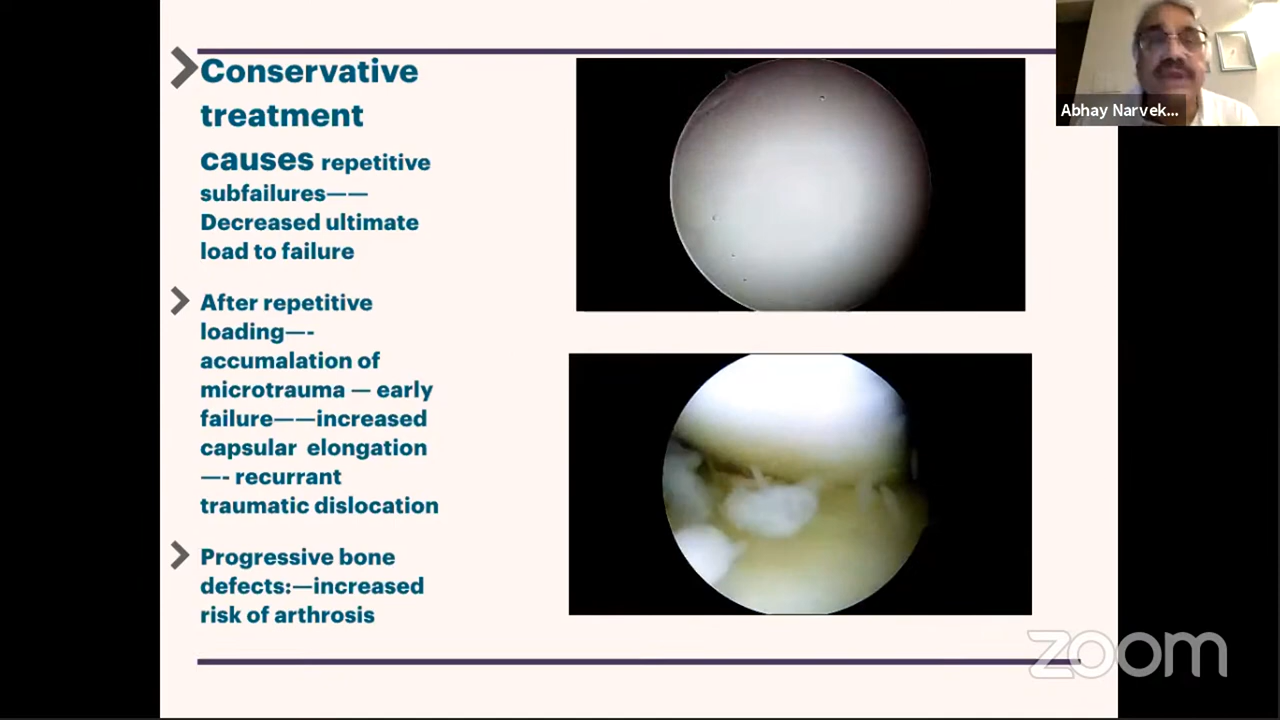 Conservative
treatment
causes repetitive
subfailures——
Decreased ultimate
load to failure
After repetitive
loading—-
accumalation of
microtrauma — early
failure——increased
capsular elongation
—- recurrant
traumatic dislocation
Progressive bone
defects:—increased
risk of arthrosis
Abhay Narvek...
zoom